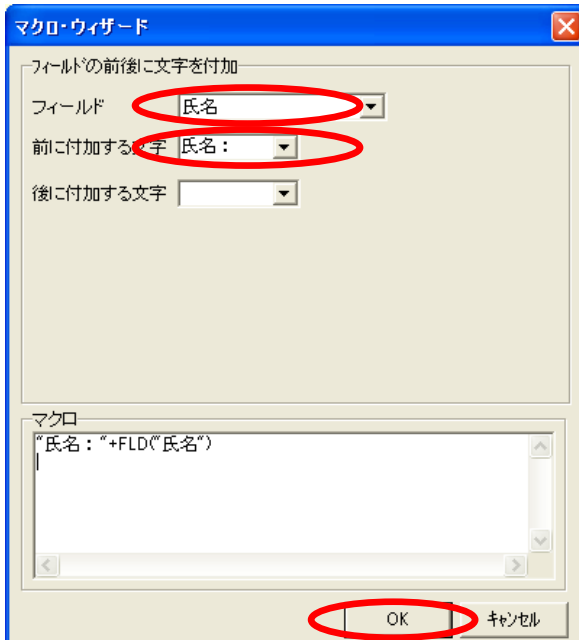 マクロ・ウィザード
フィールドの前後に文字を付加
フィールド 氏名
前に付加する文字 氏名：
後に付加する文字
マクロ
"氏名："+FLD("氏名")
OK キャンセル